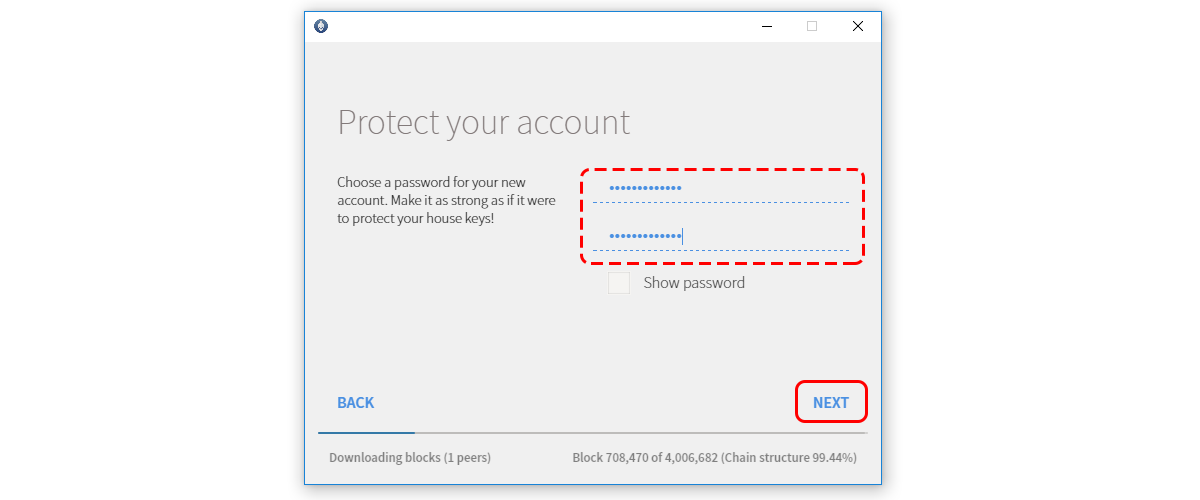 Protect your account
Choose a password for your new
account. Make it as strong as if it were
to protect your house keys!
•••••••••••••
•••••••••••••
Show password
BACK
NEXT
Downloading blocks (1 peers)
Block 708,470 of 4,006,682 (Chain structure 99.44%)